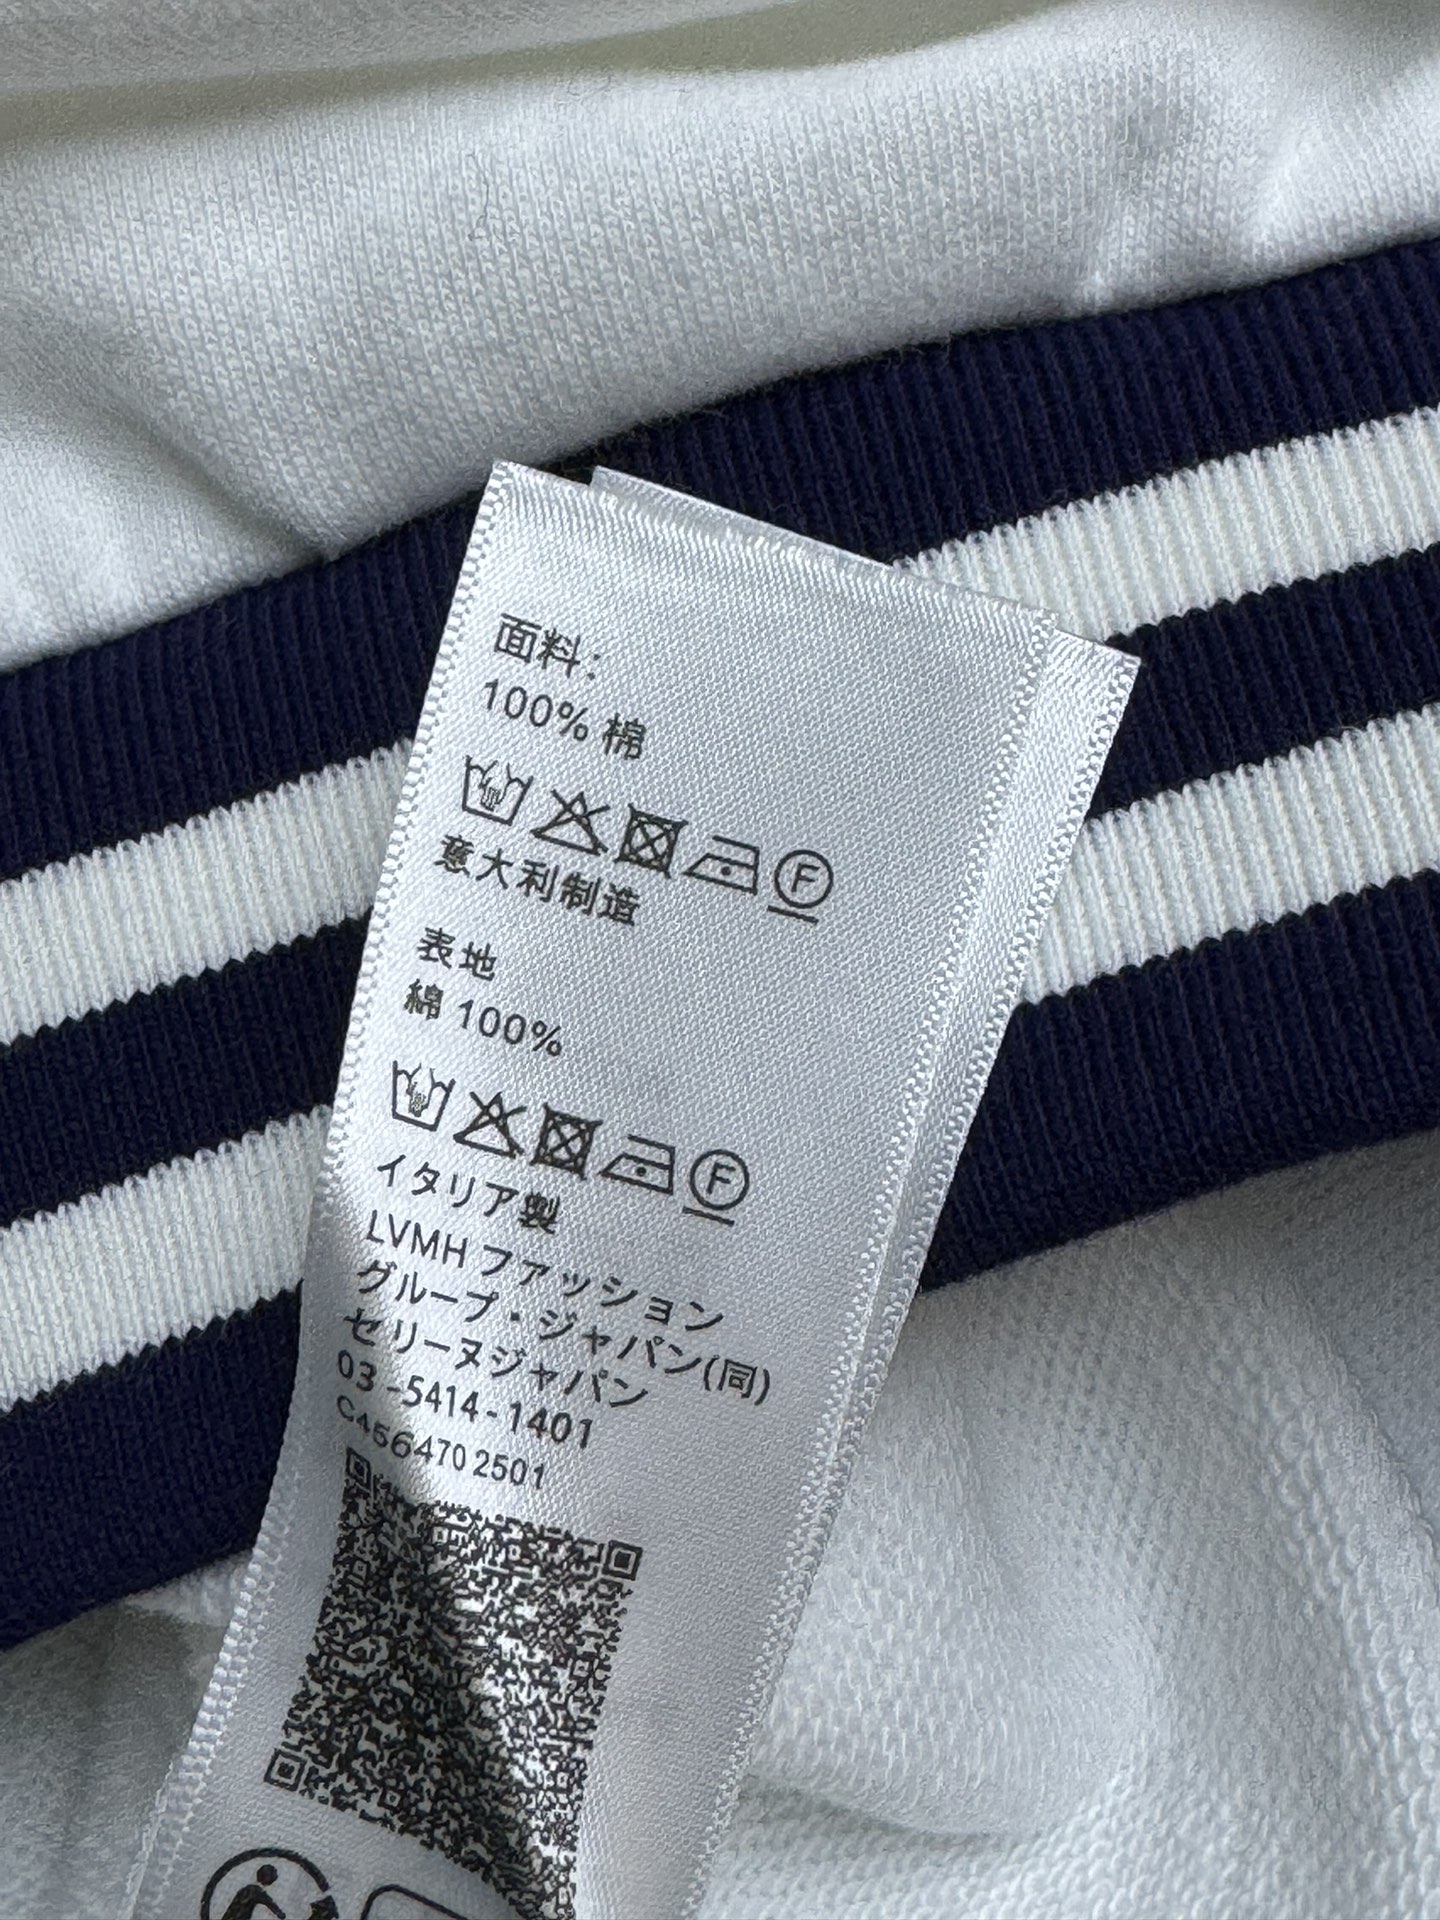 面料:
100% 棉
F
意大利制造
表地
綿 100%
F
イタリア製
LVMH ファッション
グループ・ジャパン(同)
セリーヌジャパン
03-5414-1401
C456470 2501